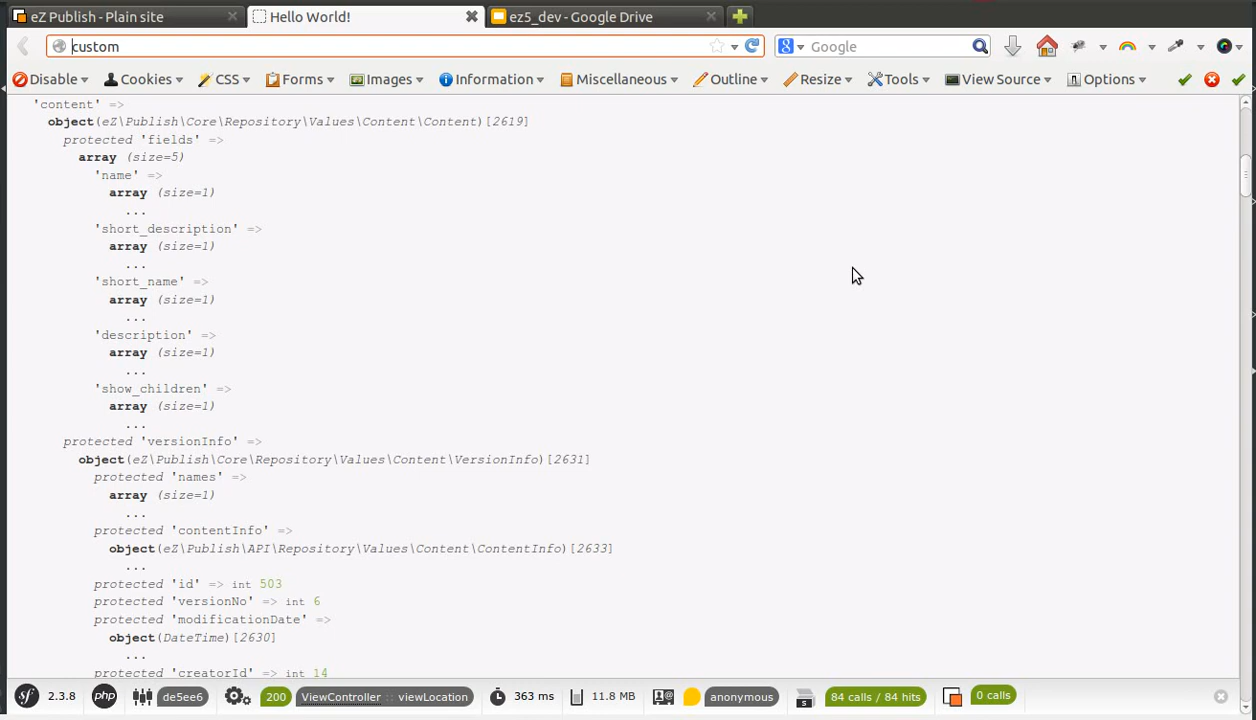 eZ Publish - Plain site
Hello World!
ez5_dev - Google Drive
custom
Google
Disable Cookies CSS Forms Images Information Miscellaneous Outline Resize Tools View Source Options
'content' =>
object(eZ\Publish\Core\Repository\Values\Content\Content)[2619]
protected 'fields' =>
array (size=5)
'name' =>
array (size=1)
...
'short_description' =>
array (size=1)
...
'short_name' =>
array (size=1)
...
'description' =>
array (size=1)
...
'show_children' =>
array (size=1)
...
protected 'versionInfo' =>
object(eZ\Publish\Core\Repository\Values\Content\VersionInfo)[2631]
protected 'names' =>
array (size=1)
...
protected 'contentInfo' =>
object(eZ\Publish\API\Repository\Values\Content\ContentInfo)[2633]
...
protected 'id' => int 503
protected 'versionNo' => int 6
protected 'modificationDate' =>
object(DateTime)[2630]
...
protected 'creatorId' => int 14
sf 2.3.8 php de5ee6 200 ViewController :: viewLocation 363 ms 11.8 MB anonymous 84 calls / 84 hits 0 calls